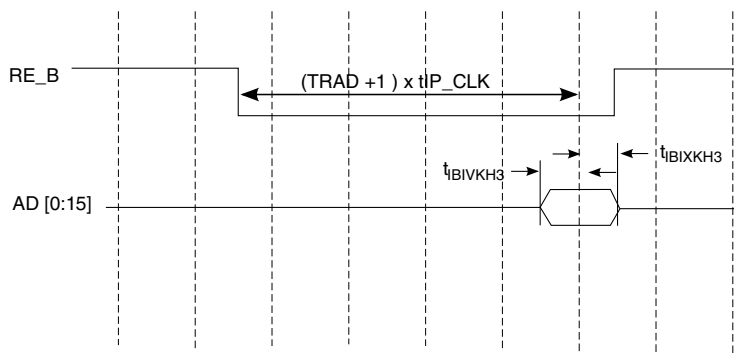 RE_B
(TRAD +1 ) x tIP_CLK
tIBIVKH3
tIBIXKH3
AD [0:15]